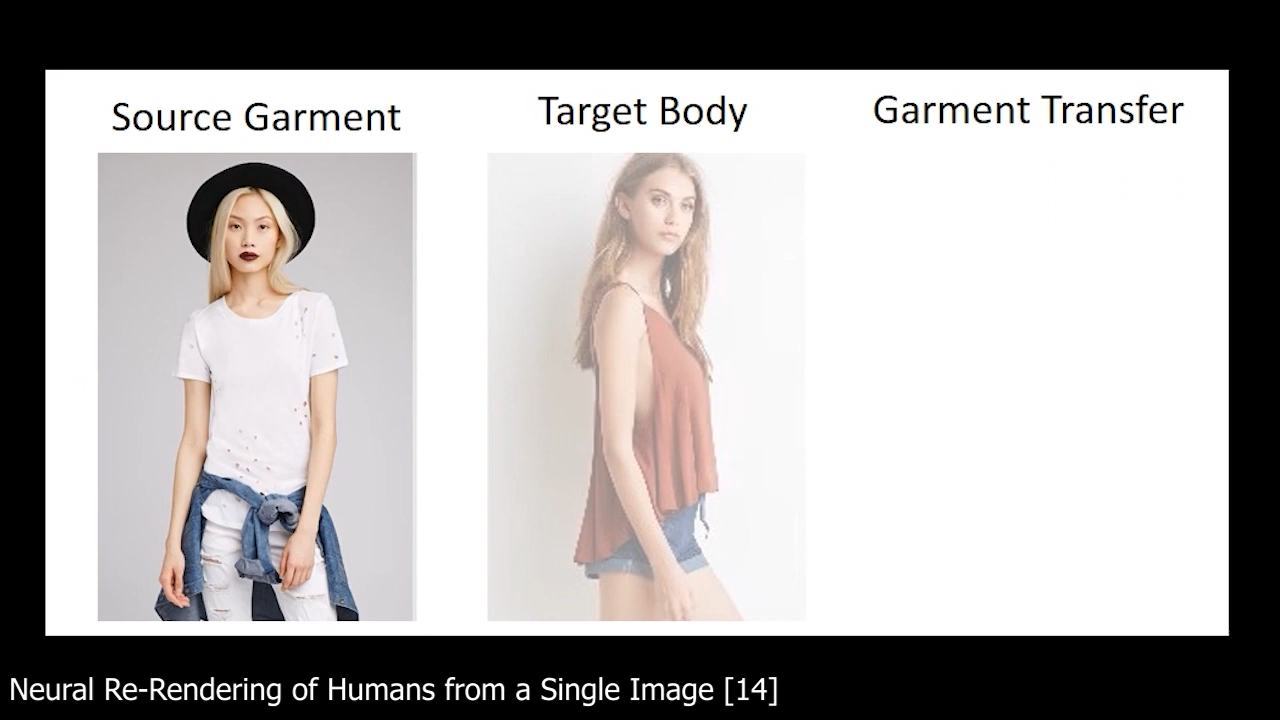 Source Garment
Target Body
Garment Transfer
Neural Re-Rendering of Humans from a Single Image [14]